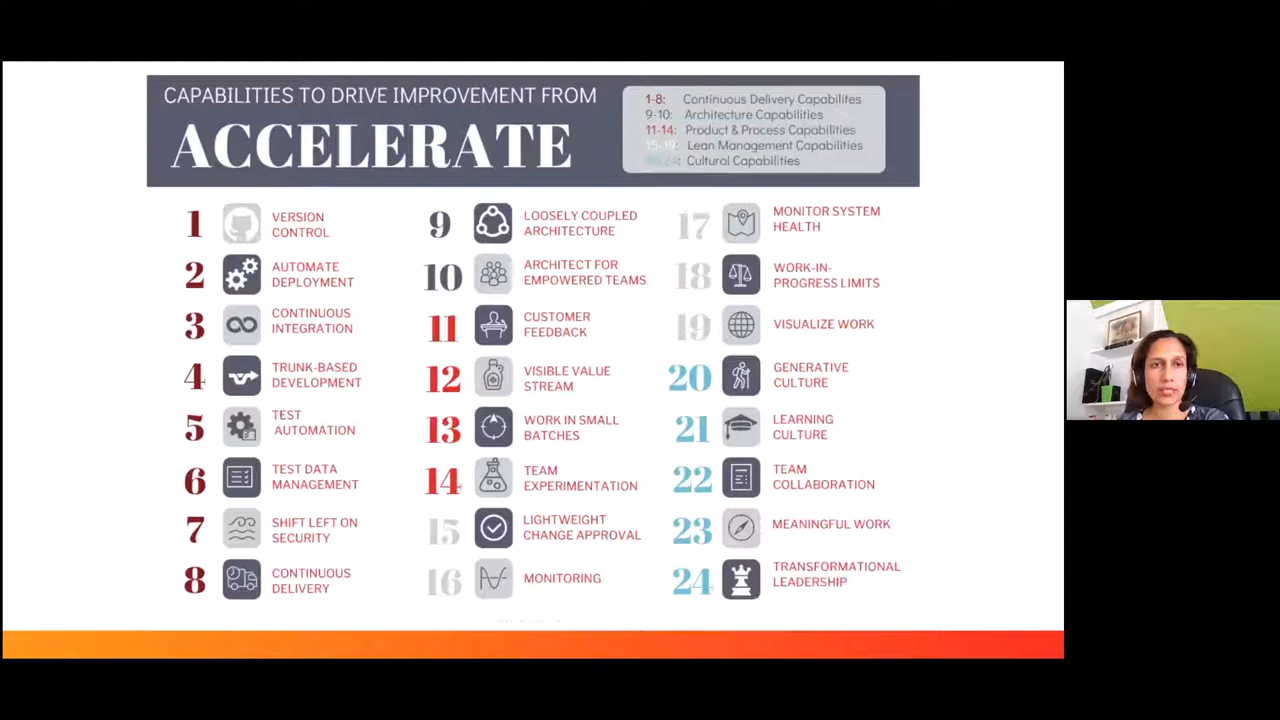 CAPABILITIES TO DRIVE IMPROVEMENT FROM
ACCELERATE
1-8: Continuous Delivery Capabilites
9-10: Architecture Capabilities
11-14: Product & Process Capabilities
15-19: Lean Management Capabilities
20-24: Cultural Capabilities
1
VERSION
CONTROL
2
AUTOMATE
DEPLOYMENT
3
CONTINUOUS
INTEGRATION
4
TRUNK-BASED
DEVELOPMENT
5
TEST
AUTOMATION
6
TEST DATA
MANAGEMENT
7
SHIFT LEFT ON
SECURITY
8
CONTINUOUS
DELIVERY
9
LOOSELY COUPLED
ARCHITECTURE
10
ARCHITECT FOR
EMPOWERED TEAMS
11
CUSTOMER
FEEDBACK
12
VISIBLE VALUE
STREAM
13
WORK IN SMALL
BATCHES
14
TEAM
EXPERIMENTATION
15
LIGHTWEIGHT
CHANGE APPROVAL
16
MONITORING
17
MONITOR SYSTEM
HEALTH
18
WORK-IN-
PROGRESS LIMITS
19
VISUALIZE WORK
20
GENERATIVE
CULTURE
21
LEARNING
CULTURE
22
TEAM
COLLABORATION
23
MEANINGFUL WORK
24
TRANSFORMATIONAL
LEADERSHIP